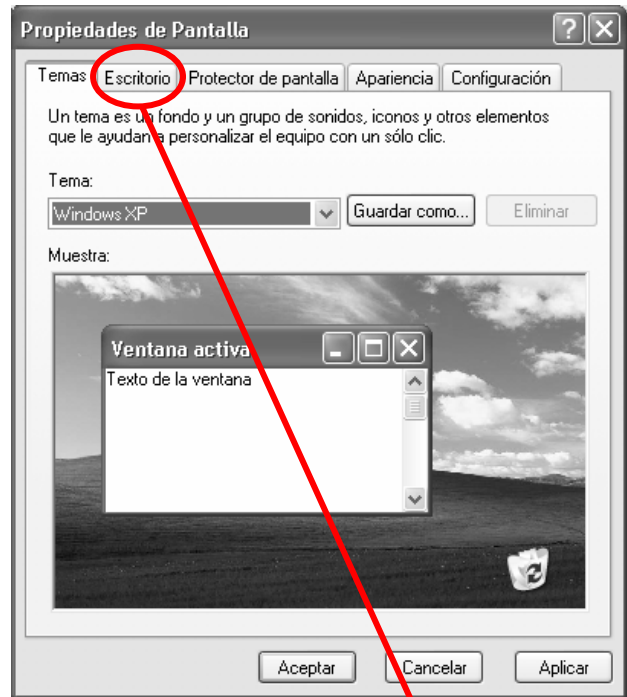 Propiedades de Pantalla
Temas Escritorio Protector de pantalla Apariencia Configuración
Un tema es un fondo y un grupo de sonidos, iconos y otros elementos
que le ayudan a personalizar el equipo con un sólo clic.
Tema:
Windows XP Guardar como... Eliminar
Muestra:
Ventana activa
Texto de la ventana
Aceptar Cancelar Aplicar